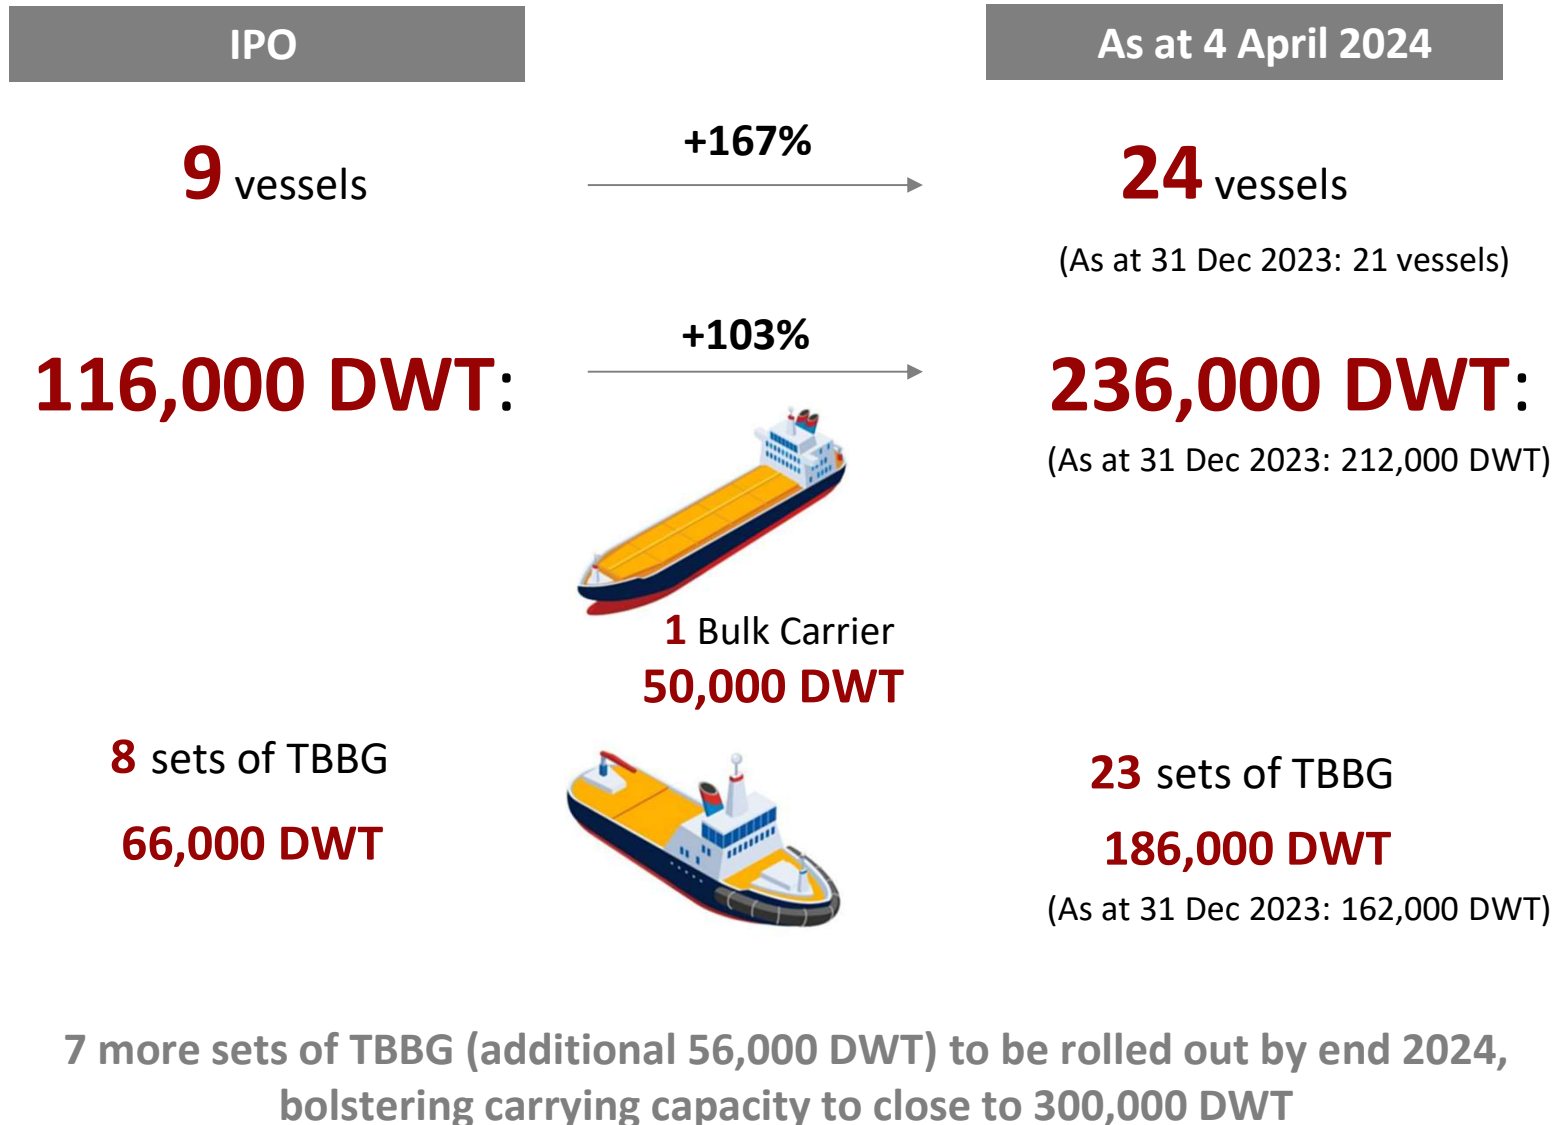 IPO
As at 4 April 2024
9 vessels
+167%
24 vessels
(As at 31 Dec 2023: 21 vessels)
116,000 DWT:
+103%
236,000 DWT:
(As at 31 Dec 2023: 212,000 DWT)
1 Bulk Carrier
50,000 DWT
8 sets of TBBG
66,000 DWT
23 sets of TBBG
186,000 DWT
(As at 31 Dec 2023: 162,000 DWT)
7 more sets of TBBG (additional 56,000 DWT) to be rolled out by end 2024,
bolstering carrying capacity to close to 300,000 DWT